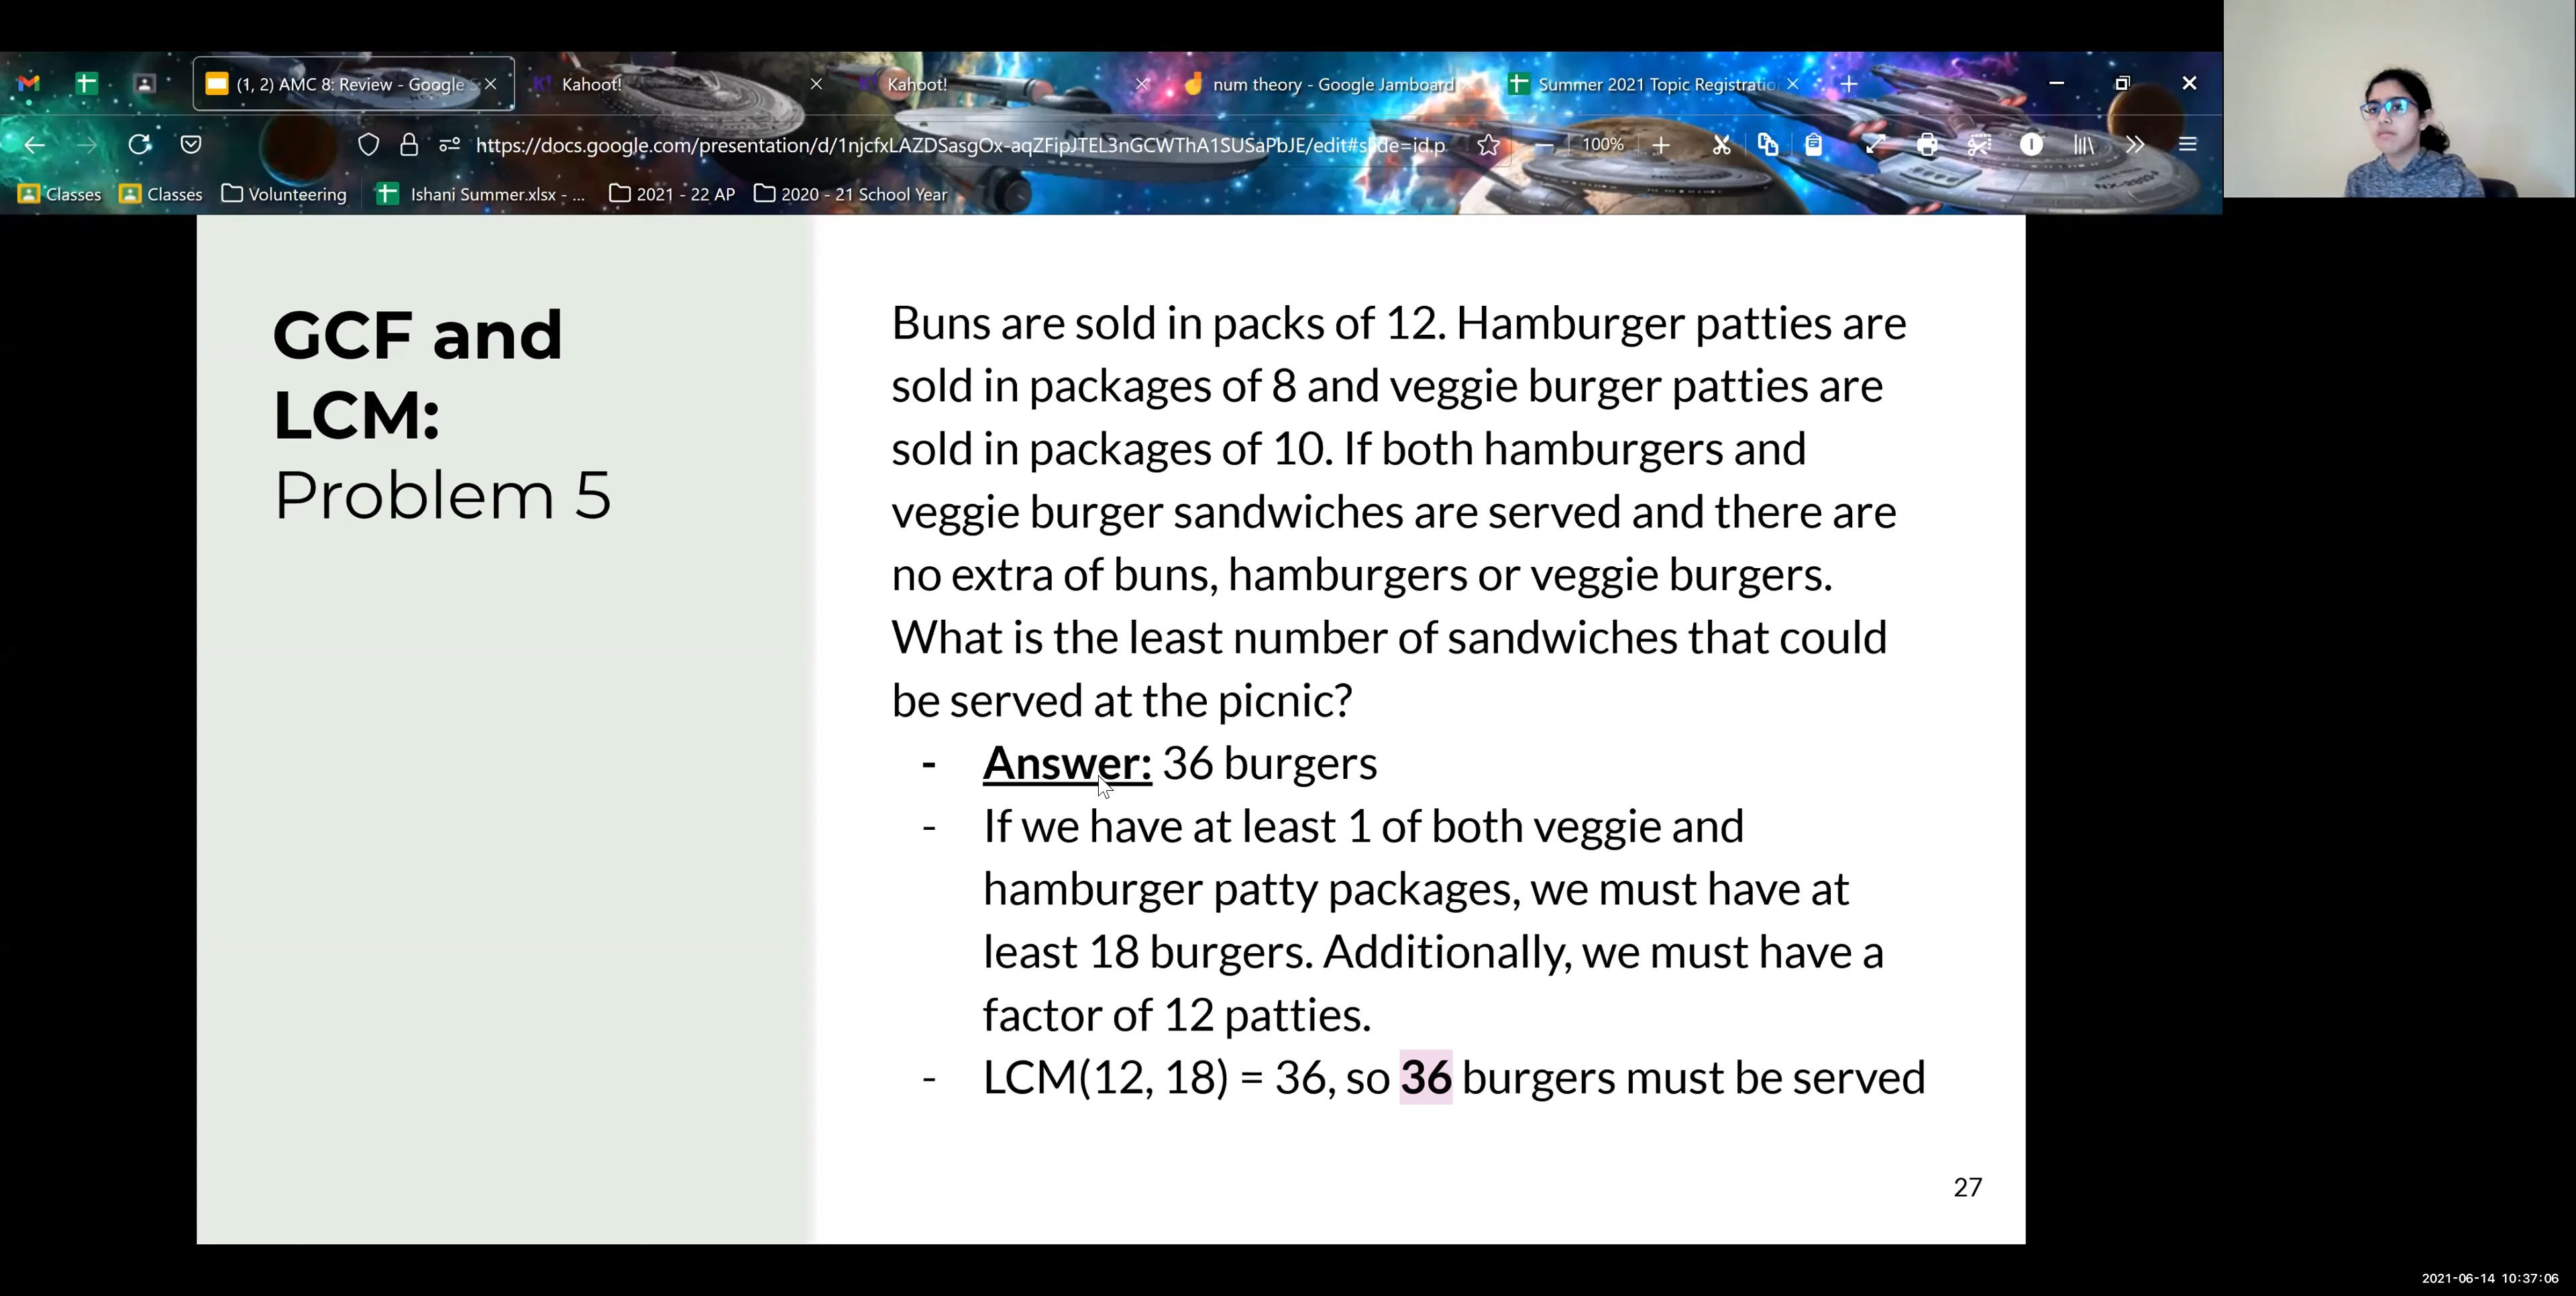 (1, 2) AMC 8: Review - Google S
Kahoot!
Kahoot!
num theory - Google Jamboard
Summer 2021 Topic Registratio
https://docs.google.com/presentation/d/1njcfxLAZDSasgOx-aqZFipJTEL3nGCWThA1SUSaPbJE/edit#slide=id.p
100%
Classes
Classes
Volunteering
Ishani Summer.xlsx - ...
2021 - 22 AP
2020 - 21 School Year
GCF and
LCM:
Problem 5
Buns are sold in packs of 12. Hamburger patties are
sold in packages of 8 and veggie burger patties are
sold in packages of 10. If both hamburgers and
veggie burger sandwiches are served and there are
no extra of buns, hamburgers or veggie burgers.
What is the least number of sandwiches that could
be served at the picnic?
- Answer: 36 burgers
- If we have at least 1 of both veggie and
hamburger patty packages, we must have at
least 18 burgers. Additionally, we must have a
factor of 12 patties.
- LCM(12, 18) = 36, so 36 burgers must be served
27
2021-06-14 10:37:06